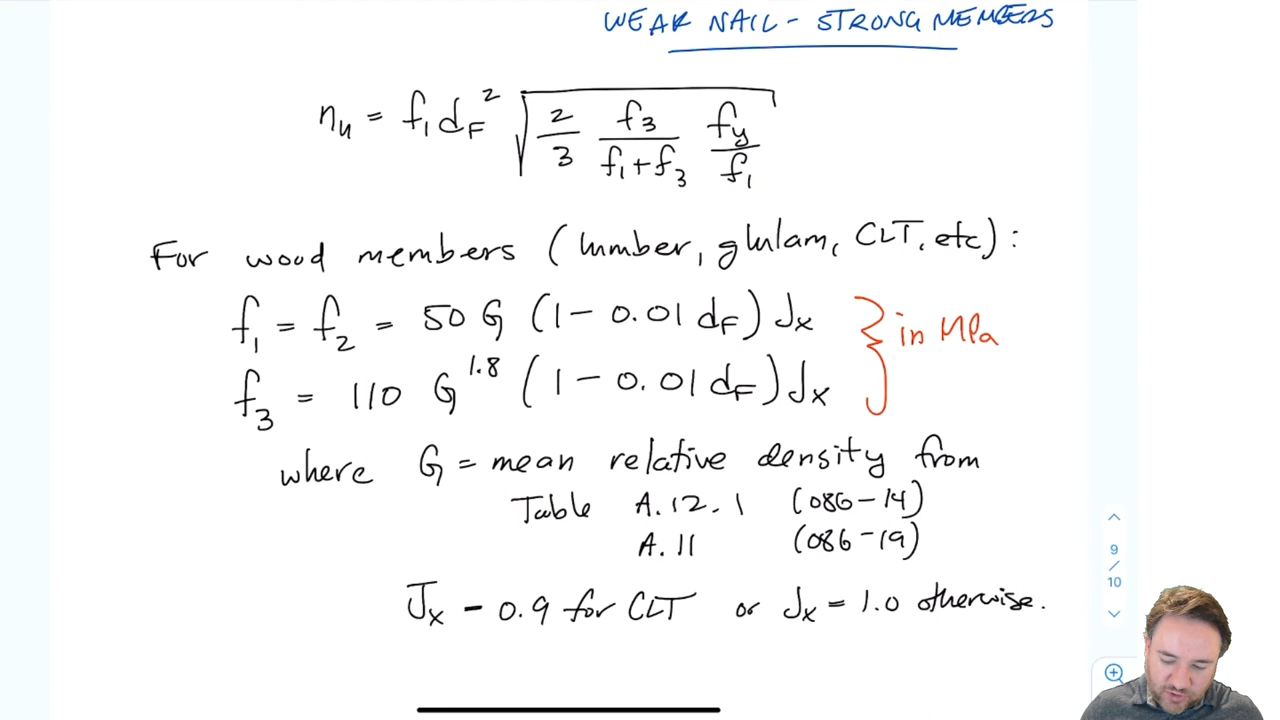 WEAK NAIL - STRONG MEMBERS
n_u = f_1 d_F^2 √( 2/3 f_3/(f_1+f_3) f_y/f_1 )
For wood members (lumber, glulam, CLT, etc):
f_1 = f_2 = 50 G (1 - 0.01 d_F) J_x
in MPa
f_3 = 110 G^1.8 (1 - 0.01 d_F) J_x
where G = mean relative density from
Table A.12.1 (086-14)
A.11 (086-19)
J_x - 0.9 for CLT or J_x = 1.0 otherwise.
9
/
10